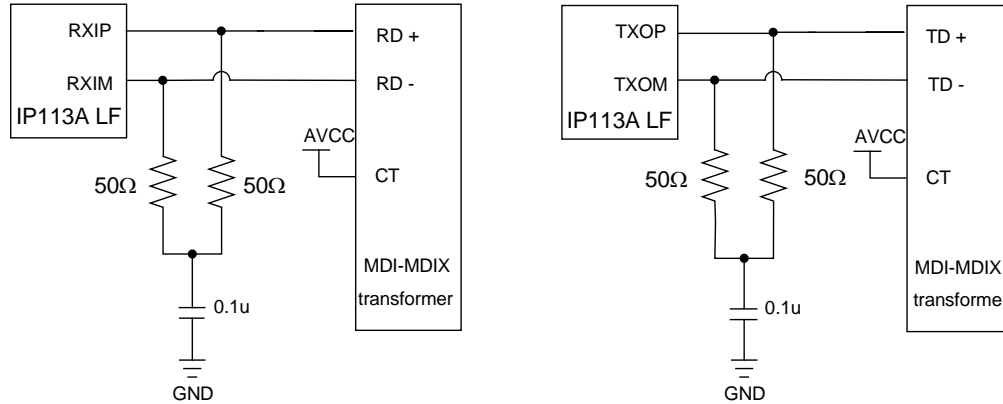 RXIP
RXIM
IP113A LF
RD +
RD -
AVCC
CT
50Ω
50Ω
MDI-MDIX
transformer
0.1u
GND
TXOP
TXOM
IP113A LF
TD +
TD -
AVCC
CT
50Ω
50Ω
MDI-MDIX
transforme
0.1u
GND